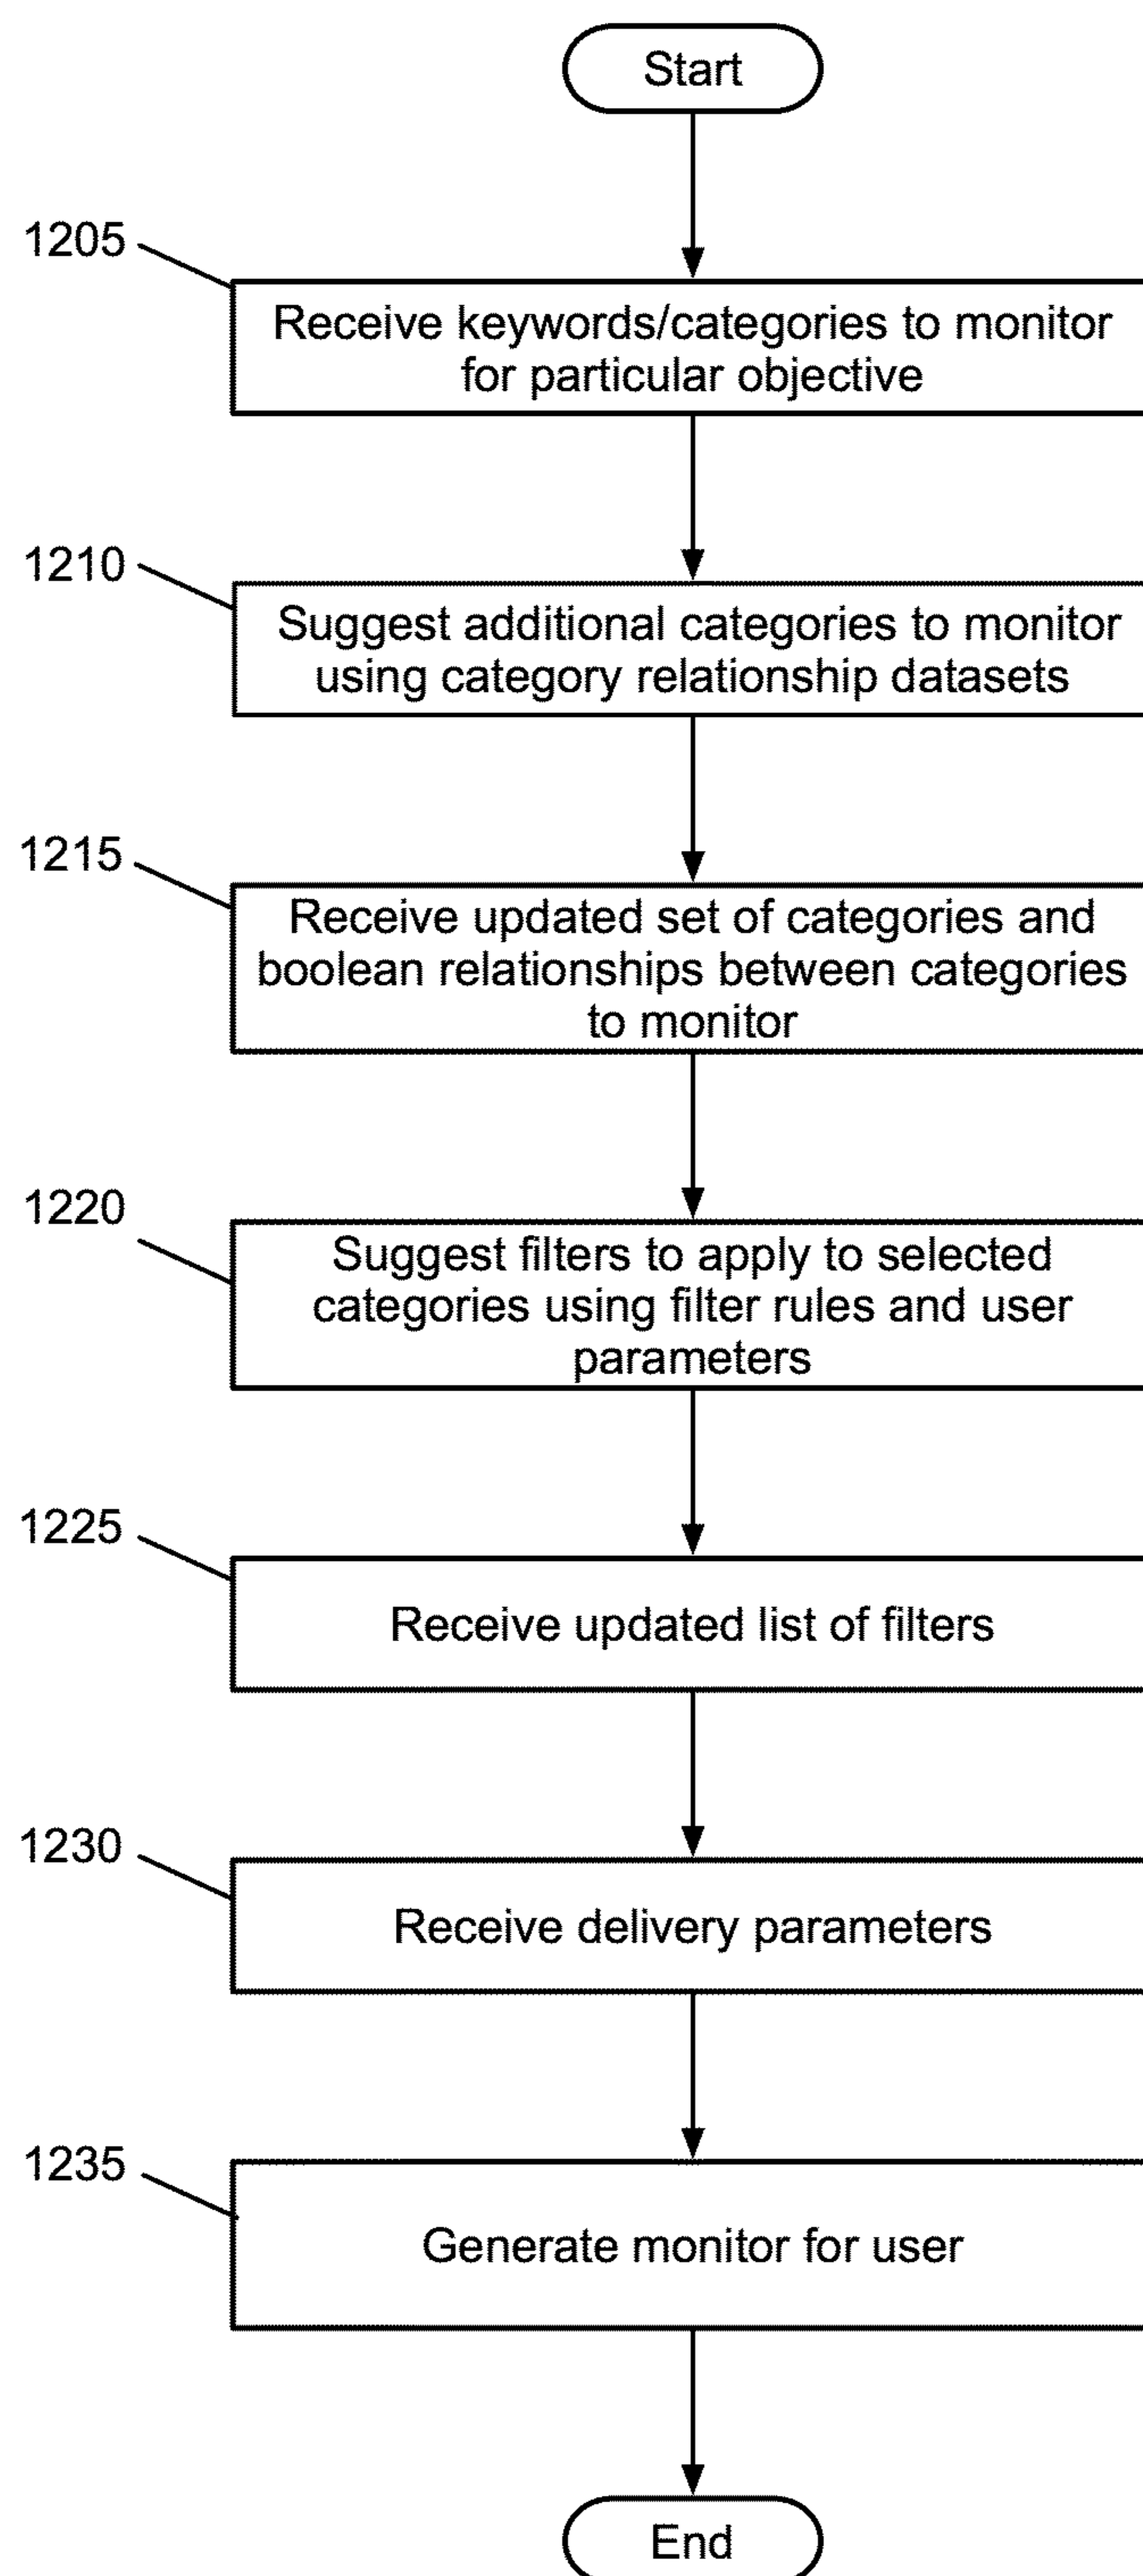 Start
1205
Receive keywords/categories to monitor
for particular objective
1210
Suggest additional categories to monitor
using category relationship datasets
1215
Receive updated set of categories and
boolean relationships between categories
to monitor
1220
Suggest filters to apply to selected
categories using filter rules and user
parameters
1225
Receive updated list of filters
1230
Receive delivery parameters
1235
Generate monitor for user
End